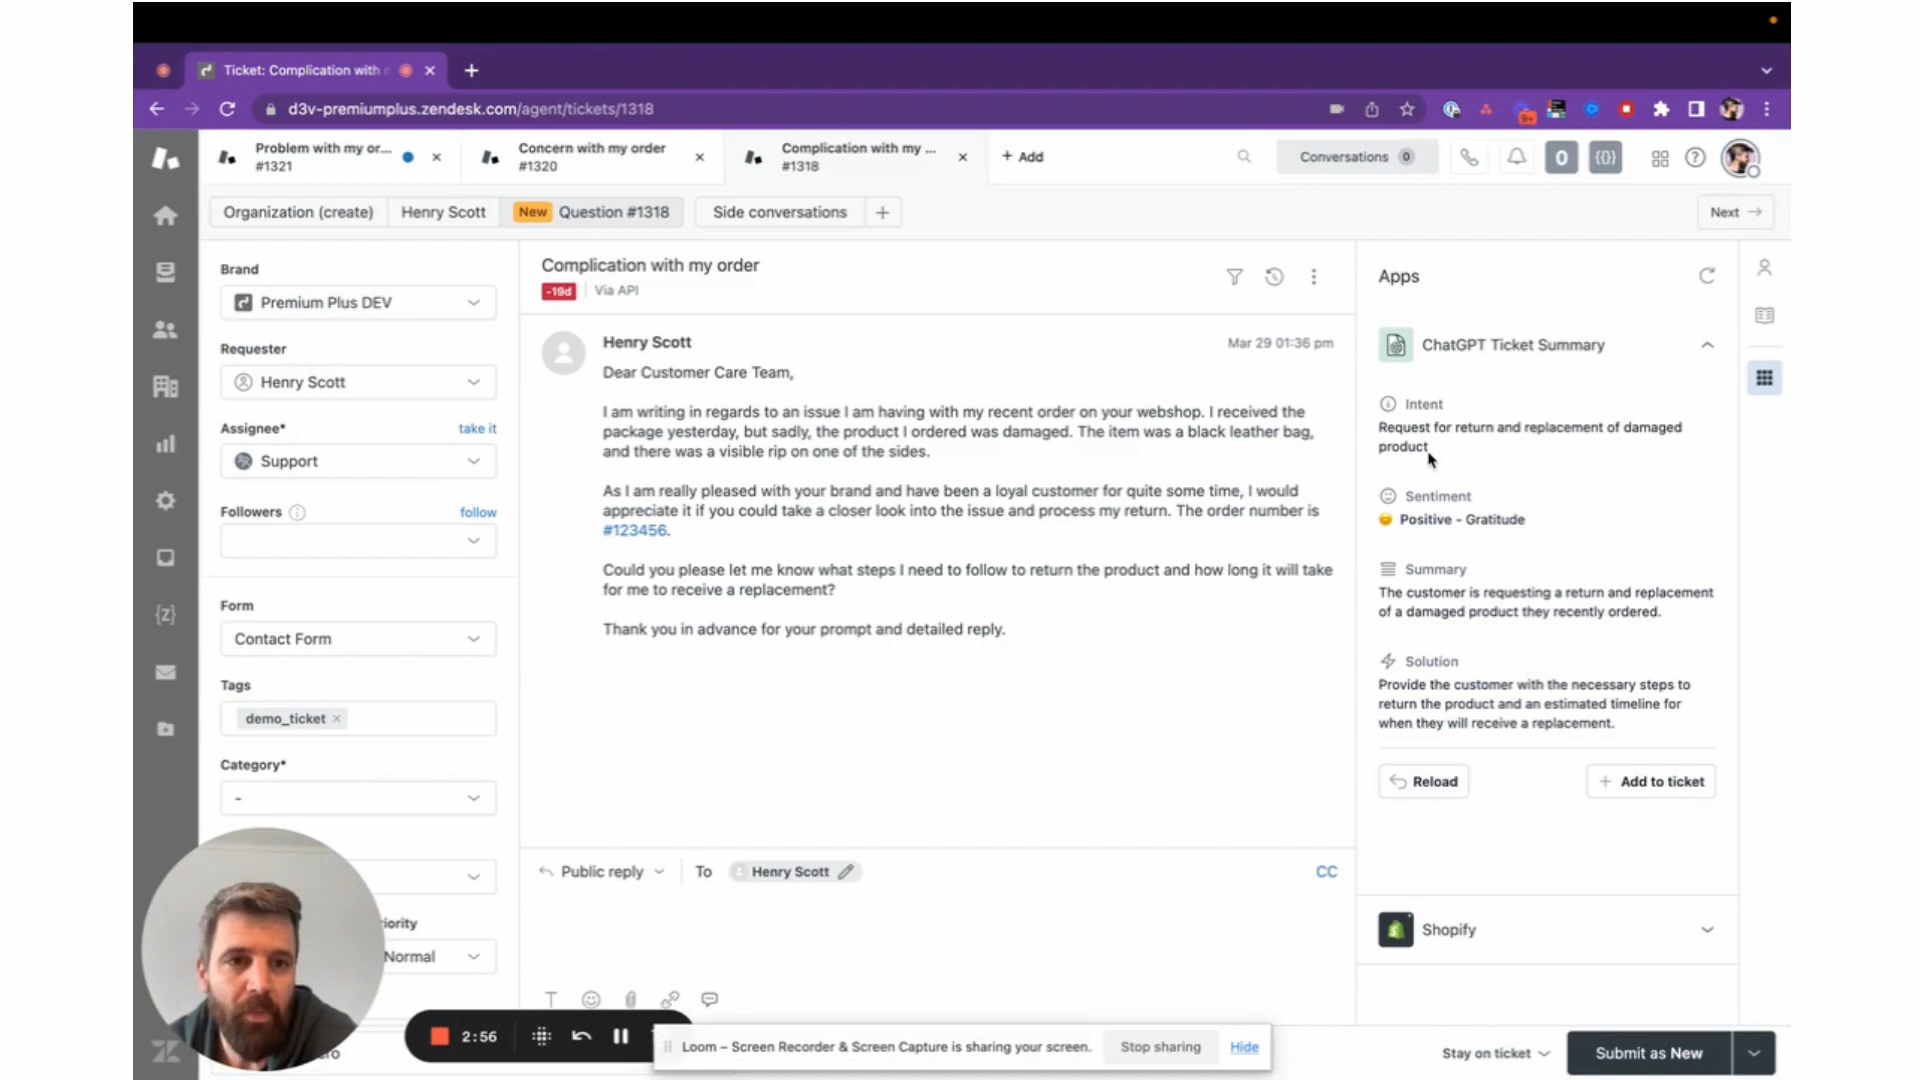 Ticket: Complication with
d3v-premiumplus.zendesk.com/agent/tickets/1318
9+
Problem with my or...
#1321
Concern with my order
#1320
Complication with my ...
#1318
+ Add
Conversations 0
0
Organization (create)
Henry Scott
New Question #1318
Side conversations
Next
Brand
Premium Plus DEV
Requester
Henry Scott
Assignee*
take it
Support
Followers
follow
Form
Contact Form
Tags
demo_ticket ×
Category*
-
iority
Normal
Complication with my order
-19d Via API
Henry Scott
Mar 29 01:36 pm
Dear Customer Care Team,
I am writing in regards to an issue I am having with my recent order on your webshop. I received the
package yesterday, but sadly, the product I ordered was damaged. The item was a black leather bag,
and there was a visible rip on one of the sides.
As I am really pleased with your brand and have been a loyal customer for quite some time, I would
appreciate it if you could take a closer look into the issue and process my return. The order number is
#123456.
Could you please let me know what steps I need to follow to return the product and how long it will take
for me to receive a replacement?
Thank you in advance for your prompt and detailed reply.
Public reply
To
Henry Scott
CC
Apps
ChatGPT Ticket Summary
Intent
Request for return and replacement of damaged
product
Sentiment
Positive - Gratitude
Summary
The customer is requesting a return and replacement
of a damaged product they recently ordered.
Solution
Provide the customer with the necessary steps to
return the product and an estimated timeline for
when they will receive a replacement.
Reload
+ Add to ticket
Shopify
2:56
Loom – Screen Recorder & Screen Capture is sharing your screen.
Stop sharing
Hide
Stay on ticket
Submit as New